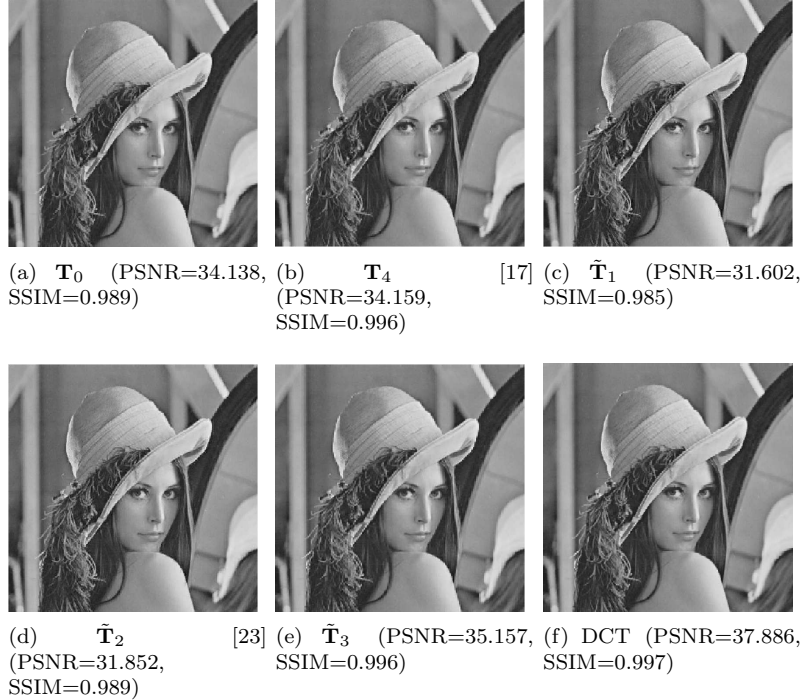 (a) T₀ (PSNR=34.138,
SSIM=0.989)
(b) T₄ [17]
(PSNR=34.159,
SSIM=0.996)
(c) T̃₁ (PSNR=31.602,
SSIM=0.985)
(d) T̃₂ [23]
(PSNR=31.852,
SSIM=0.989)
(e) T̃₃ (PSNR=35.157,
SSIM=0.996)
(f) DCT (PSNR=37.886,
SSIM=0.997)